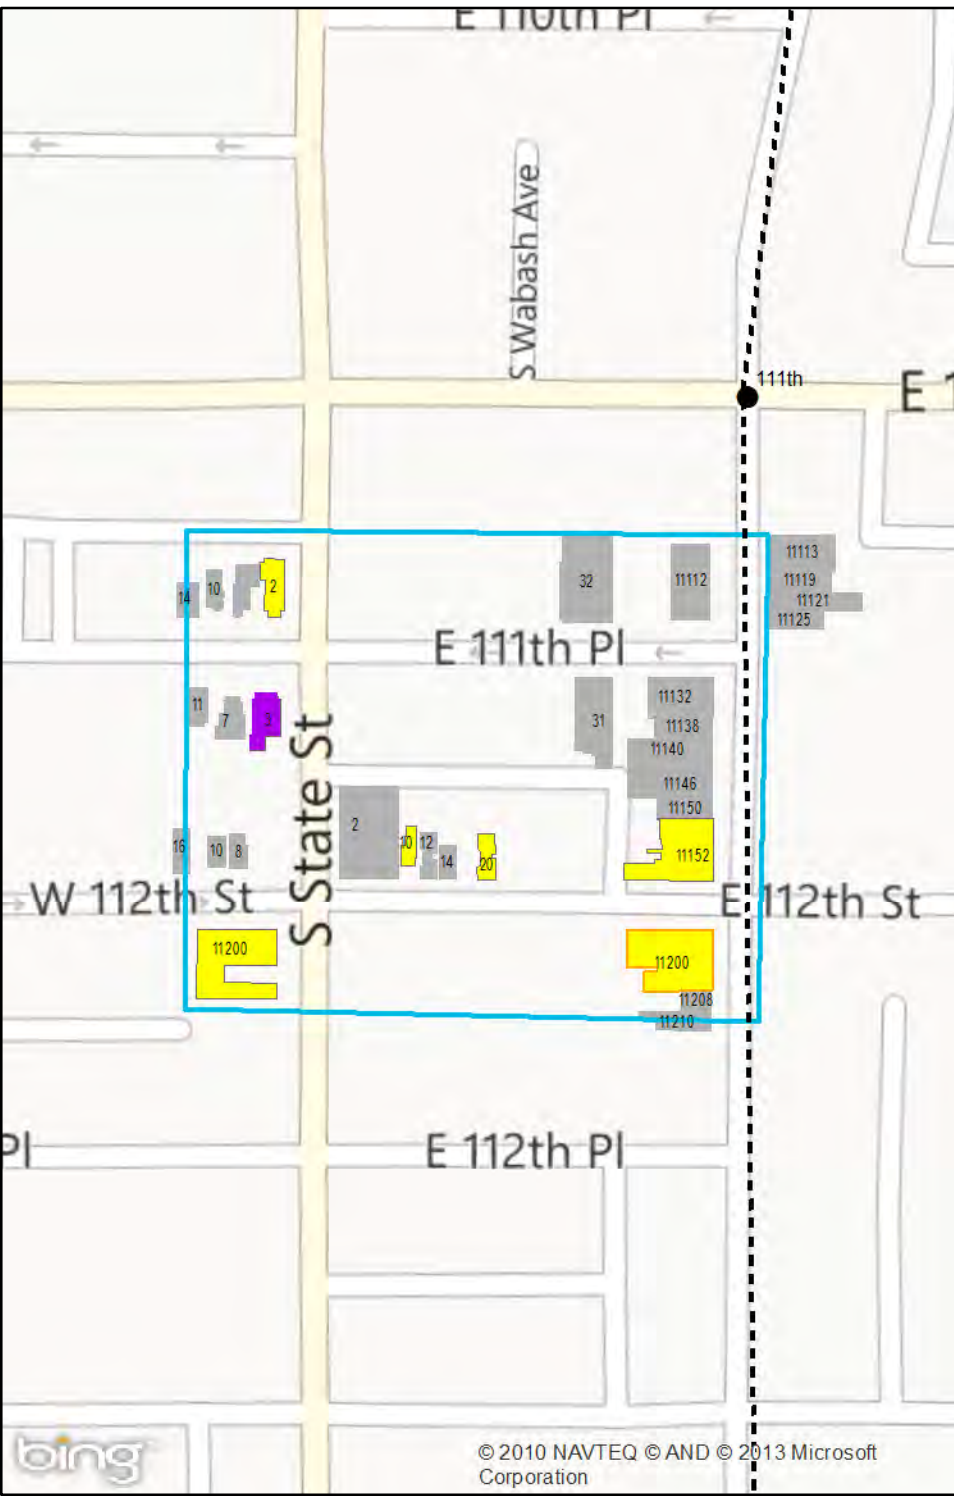 E 110th Pl
S Wabash Ave
111th
E 1
11113
32
11112
2
10
14
11119
11121
11125
E 111th Pl
11
7
3
31
11132
11138
11140
11146
11150
S State St
2
10
12
14
20
16
10
8
11152
W 112th St
E 112th St
11200
11200
11208
11210
Pl
E 112th Pl
bing
© 2010 NAVTEQ © AND © 2013 Microsoft
Corporation